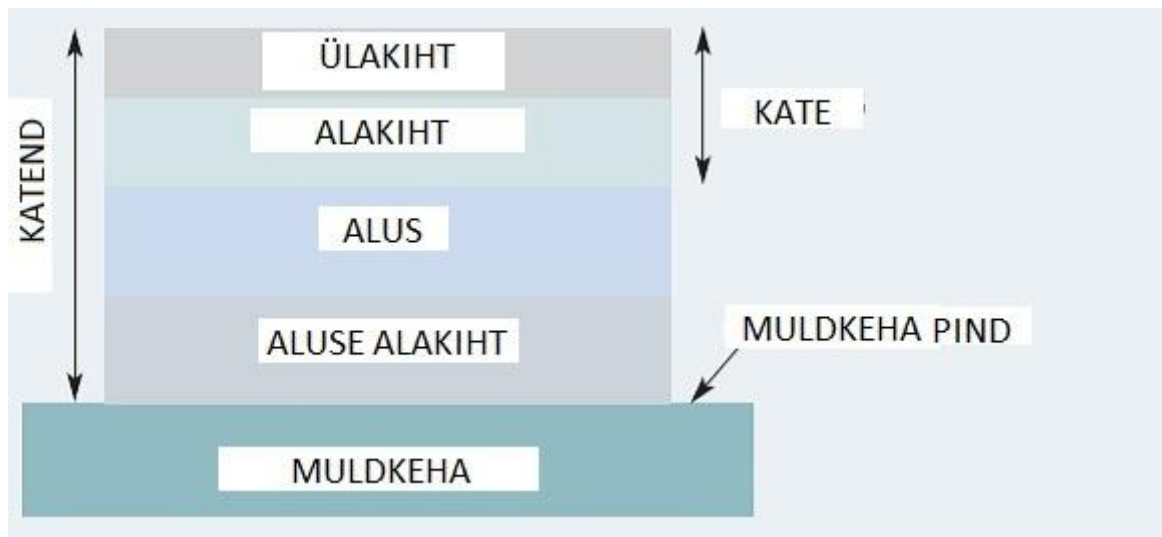 ÜLAKIHT
KATE
ALAKIHT
KATEND
ALUS
MULDKEHA PIND
ALUSE ALAKIHT
MULDKEHA